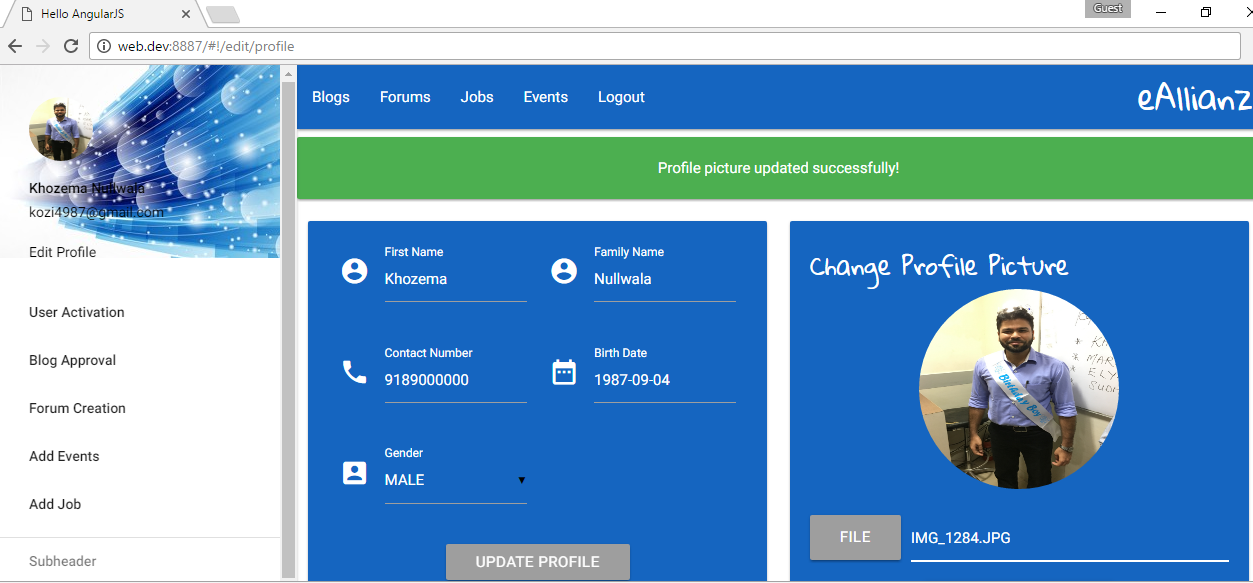 Hello AngularJS
Guest
web.dev:8887/#!/edit/profile
Blogs Forums Jobs Events Logout eAllianz
Profile picture updated successfully!
Khozema Nullwala
kozi4987@gmail.com
Edit Profile
User Activation
Blog Approval
Forum Creation
Add Events
Add Job
Subheader
First Name
Khozema
Family Name
Nullwala
Contact Number
9189000000
Birth Date
1987-09-04
Gender
MALE
UPDATE PROFILE
Change Profile Picture
Birthday Boy
FILE
IMG_1284.JPG